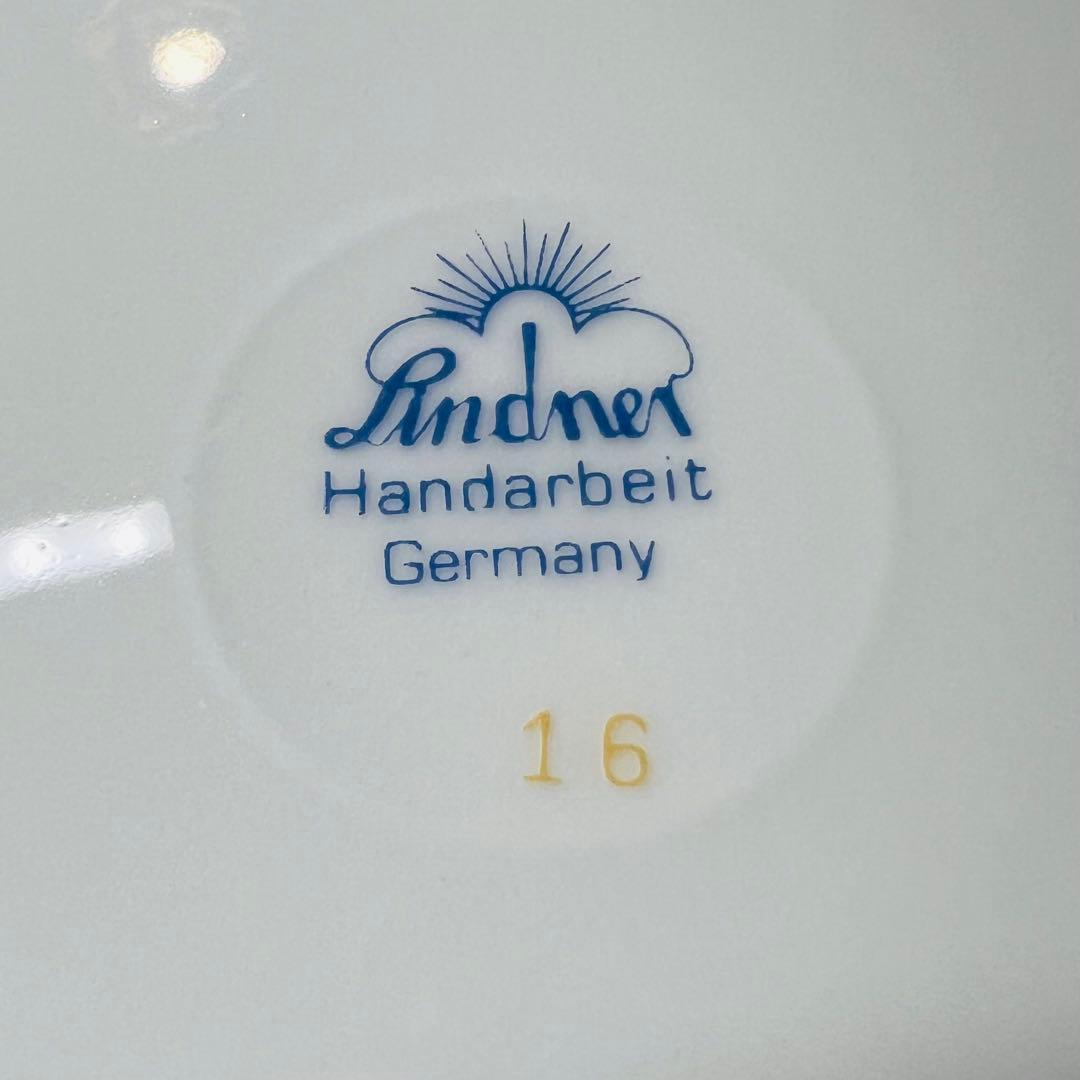 Lindner
Handarbeit
Germany
16